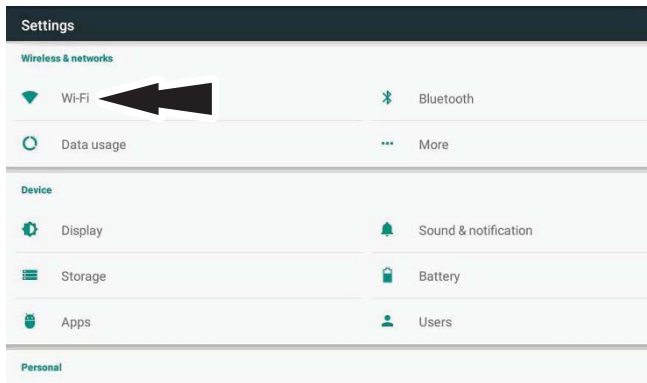 Settings
Wireless & networks
Wi-Fi
Bluetooth
Data usage
More
Device
Display
Sound & notification
Storage
Battery
Apps
Users
Personal